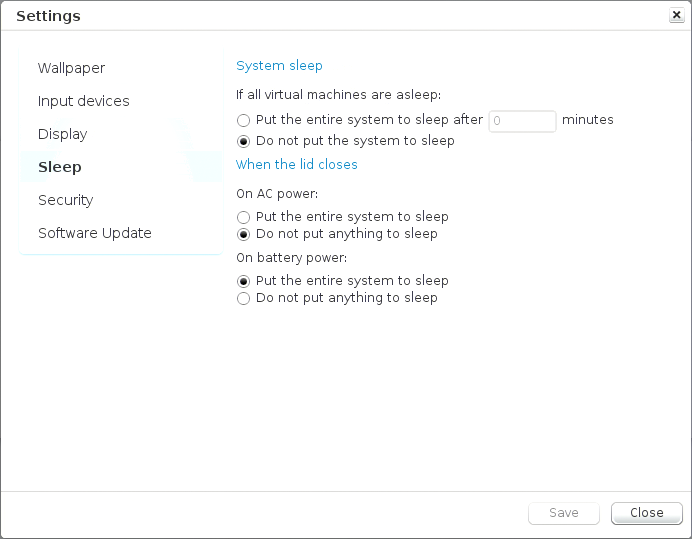 Settings
Wallpaper
Input devices
Display
Sleep
Security
Software Update
System sleep
If all virtual machines are asleep:
Put the entire system to sleep after 0 minutes
Do not put the system to sleep
When the lid closes
On AC power:
Put the entire system to sleep
Do not put anything to sleep
On battery power:
Put the entire system to sleep
Do not put anything to sleep
Save Close